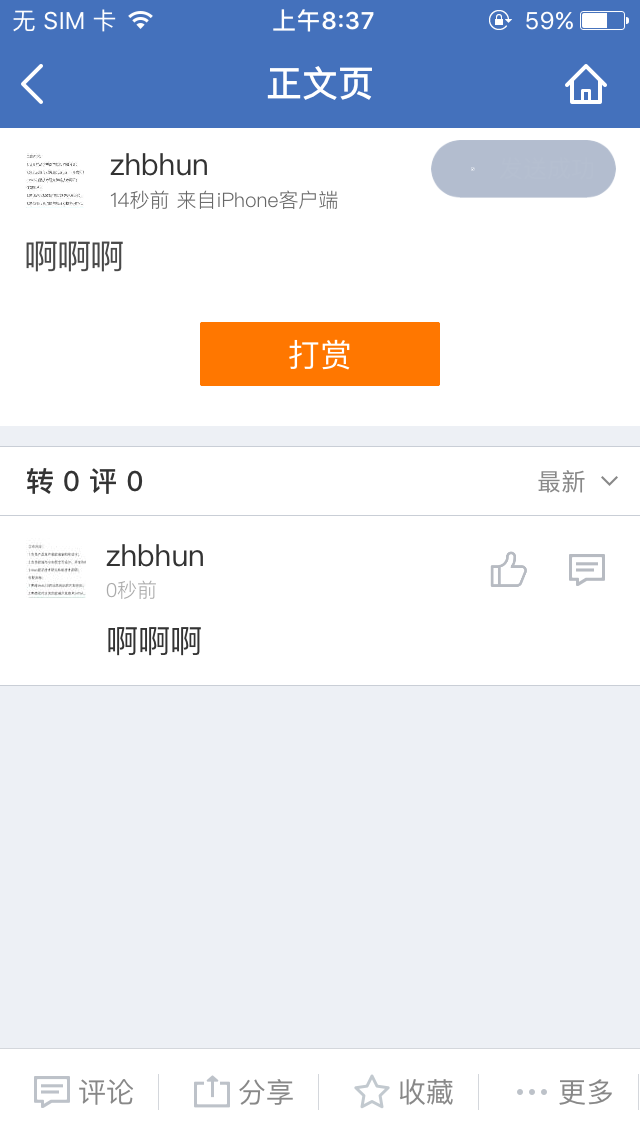 无 SIM 卡 上午8:37 59%
正文页
zhbhun
14秒前 来自iPhone客户端
啊啊啊
打赏
转 0 评 0 最新
zhbhun
0秒前
啊啊啊
评论 分享 收藏 更多